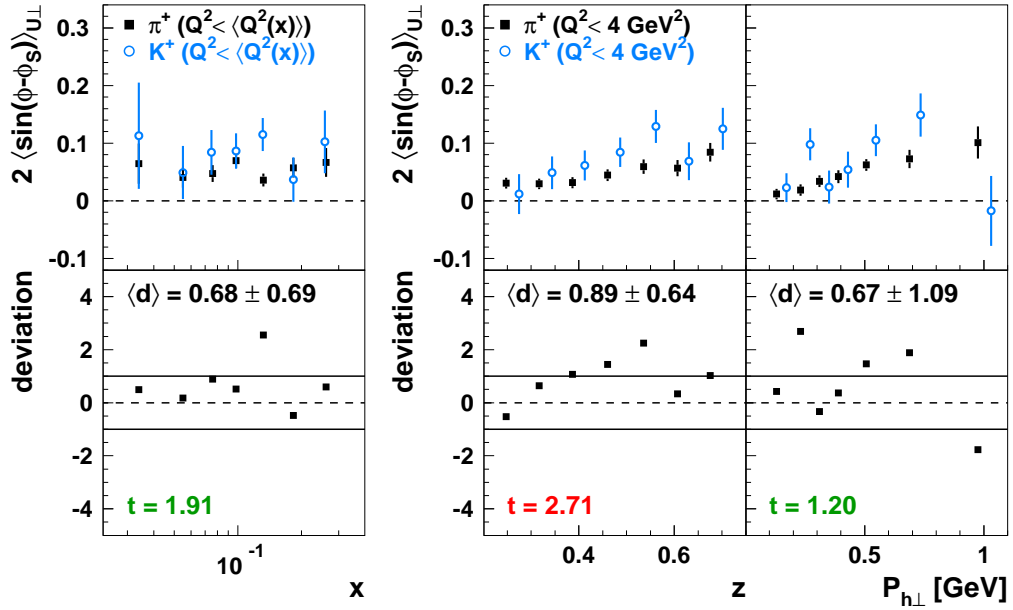 2 ⟨sin(ϕ-ϕS)⟩U⊥
π+ (Q2< ⟨Q2(x)⟩)
K+ (Q2< ⟨Q2(x)⟩)
0.3
0.2
0.1
0
-0.1
2 ⟨sin(ϕ-ϕS)⟩U⊥
π+ (Q2< 4 GeV2)
K+ (Q2< 4 GeV2)
0.3
0.2
0.1
0
-0.1
deviation
⟨d⟩ = 0.68 ± 0.69
4
2
0
-2
-4
t = 1.91
10-1
x
deviation
⟨d⟩ = 0.89 ± 0.64
4
2
0
-2
-4
t = 2.71
0.4 0.6
z
⟨d⟩ = 0.67 ± 1.09
t = 1.20
0.5 1
Ph⊥ [GeV]